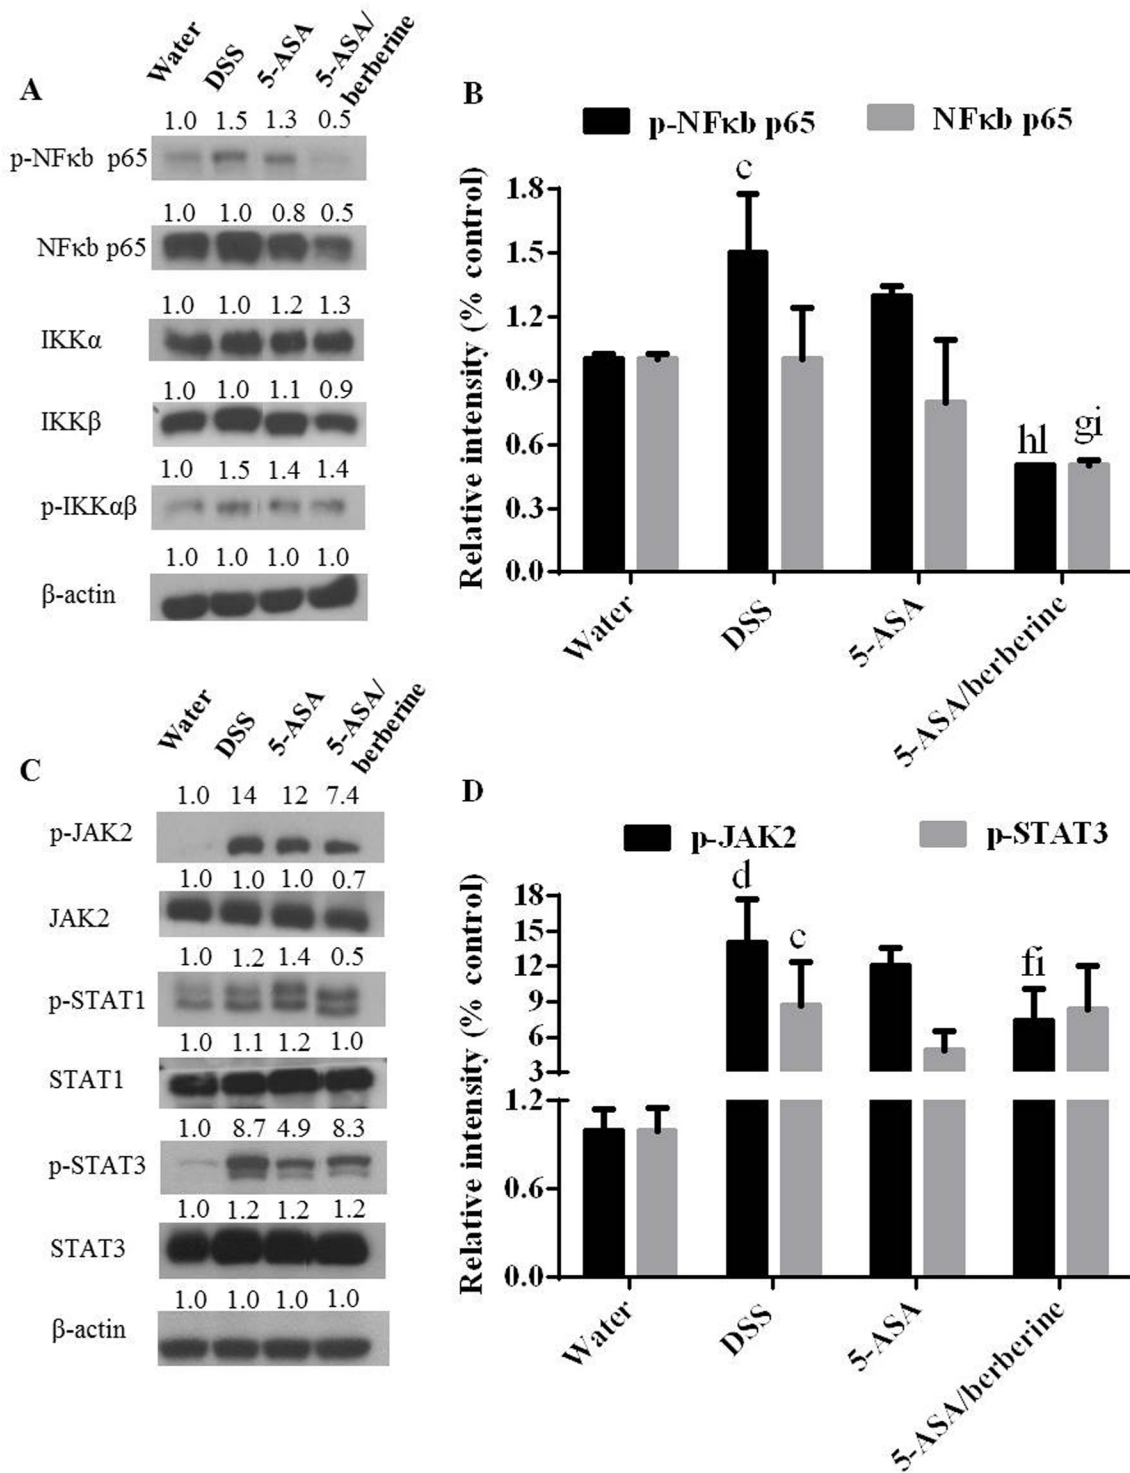 A
Water
DSS
5-ASA
5-ASA/
berberine
1.0 1.5 1.3 0.5
p-NFκb p65
1.0 1.0 0.8 0.5
NFκb p65
1.0 1.0 1.2 1.3
IKKα
1.0 1.0 1.1 0.9
IKKβ
1.0 1.5 1.4 1.4
p-IKKαβ
1.0 1.0 1.0 1.0
β-actin
B
p-NFκb p65
NFκb p65
Relative intensity (% control)
1.8
1.5
1.2
0.9
0.6
0.3
0.0
c
hl
gi
Water
DSS
5-ASA
5-ASA/berberine
C
Water
DSS
5-ASA
5-ASA/
berberine
1.0 14 12 7.4
p-JAK2
1.0 1.0 1.0 0.7
JAK2
1.0 1.2 1.4 0.5
p-STAT1
1.0 1.1 1.2 1.0
STAT1
1.0 8.7 4.9 8.3
p-STAT3
1.0 1.2 1.2 1.2
STAT3
1.0 1.0 1.0 1.0
β-actin
D
p-JAK2
p-STAT3
Relative intensity (% control)
18
15
12
9
6
3
1.2
0.6
0.0
d
c
fi
Water
DSS
5-ASA
5-ASA/berberine